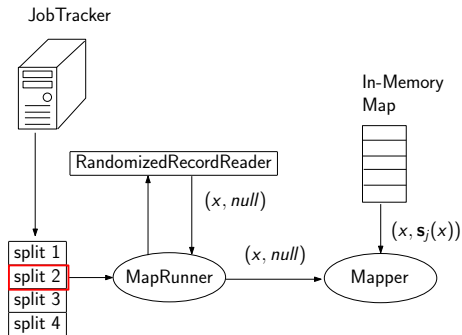 JobTracker
In-Memory
Map
RandomizedRecordReader
(x, null)
(x, s_j(x))
split 1
split 2
split 3
split 4
MapRunner
(x, null)
Mapper